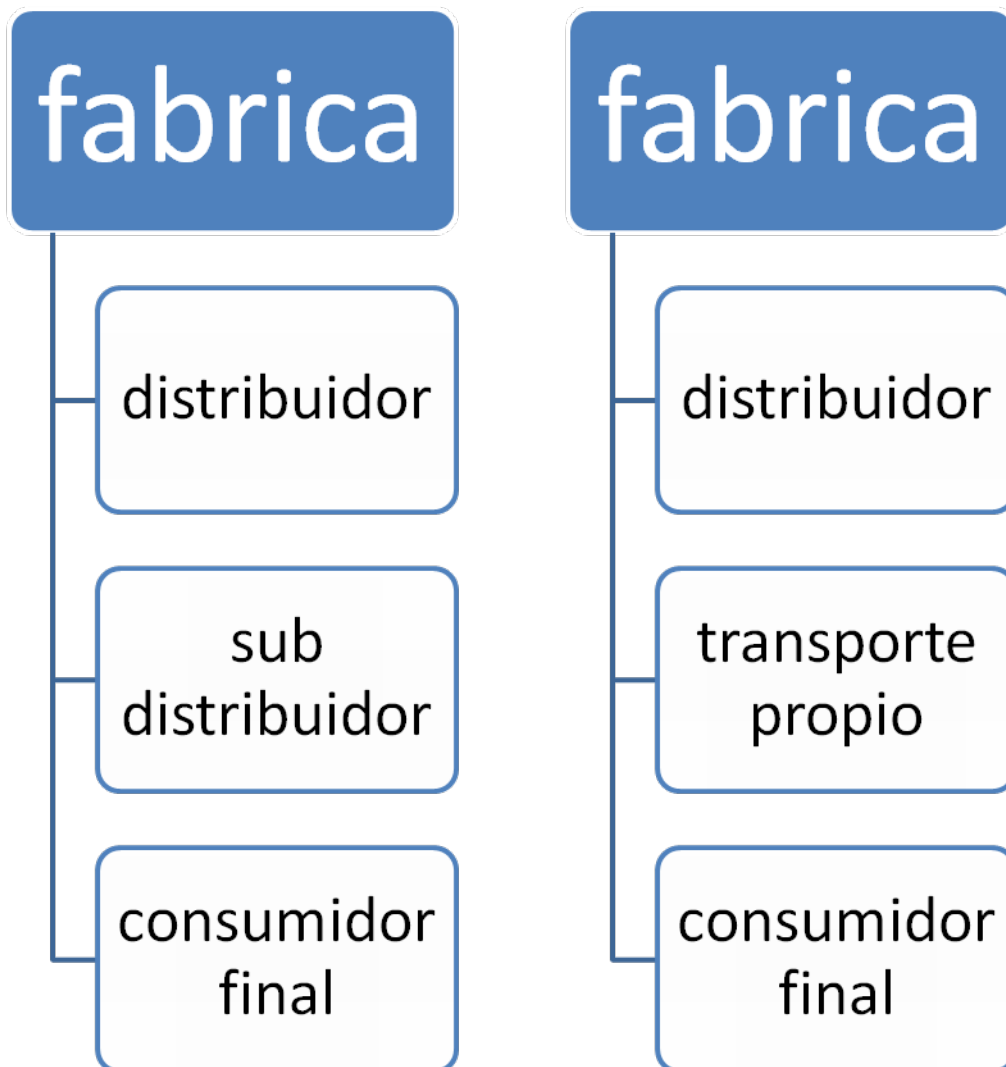 fabrica
distribuidor
sub
distribuidor
consumidor
final
fabrica
distribuidor
transporte
propio
consumidor
final